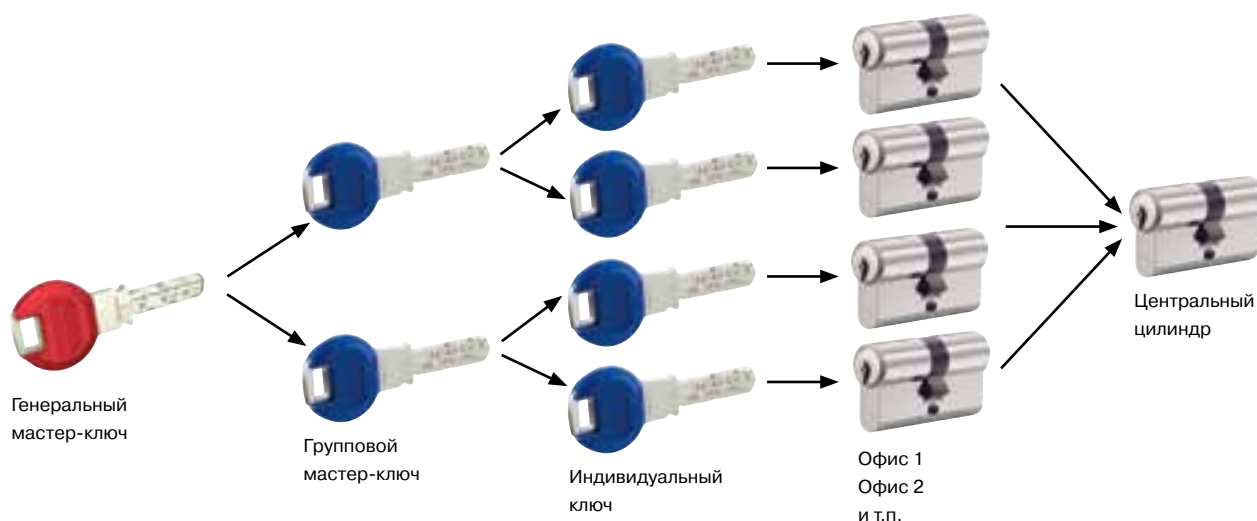 Генеральный
мастер-ключ
Групповой
мастер-ключ
Индивидуальный
ключ
Офис 1
Офис 2
и т.п.
Центральный
цилиндр